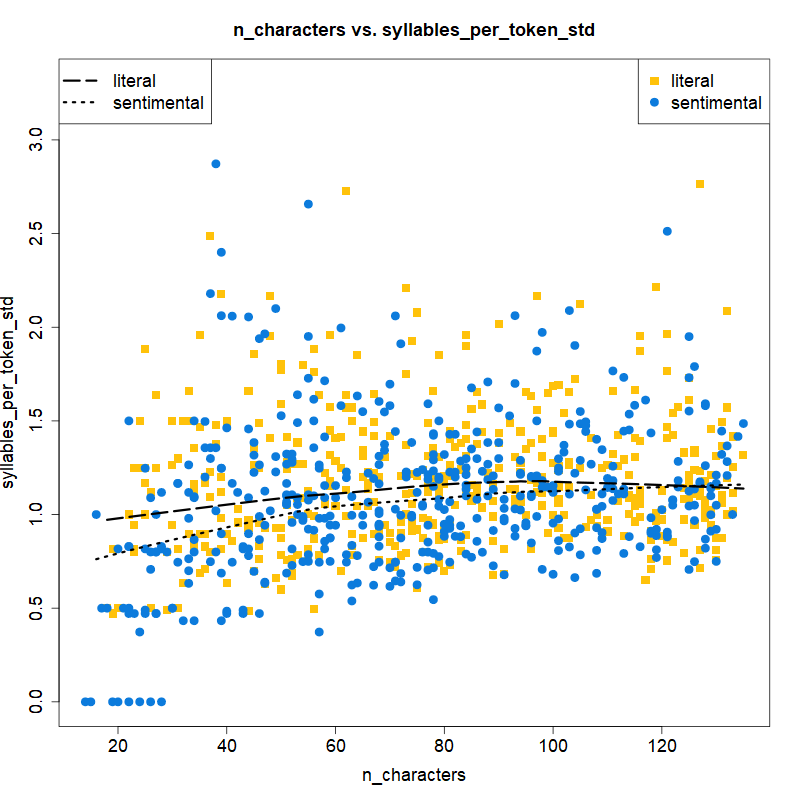 n_characters vs. syllables_per_token_std
literal
sentimental
literal
sentimental
syllables_per_token_std
3.0
2.5
2.0
1.5
1.0
0.5
0.0
20 40 60 80 100 120
n_characters